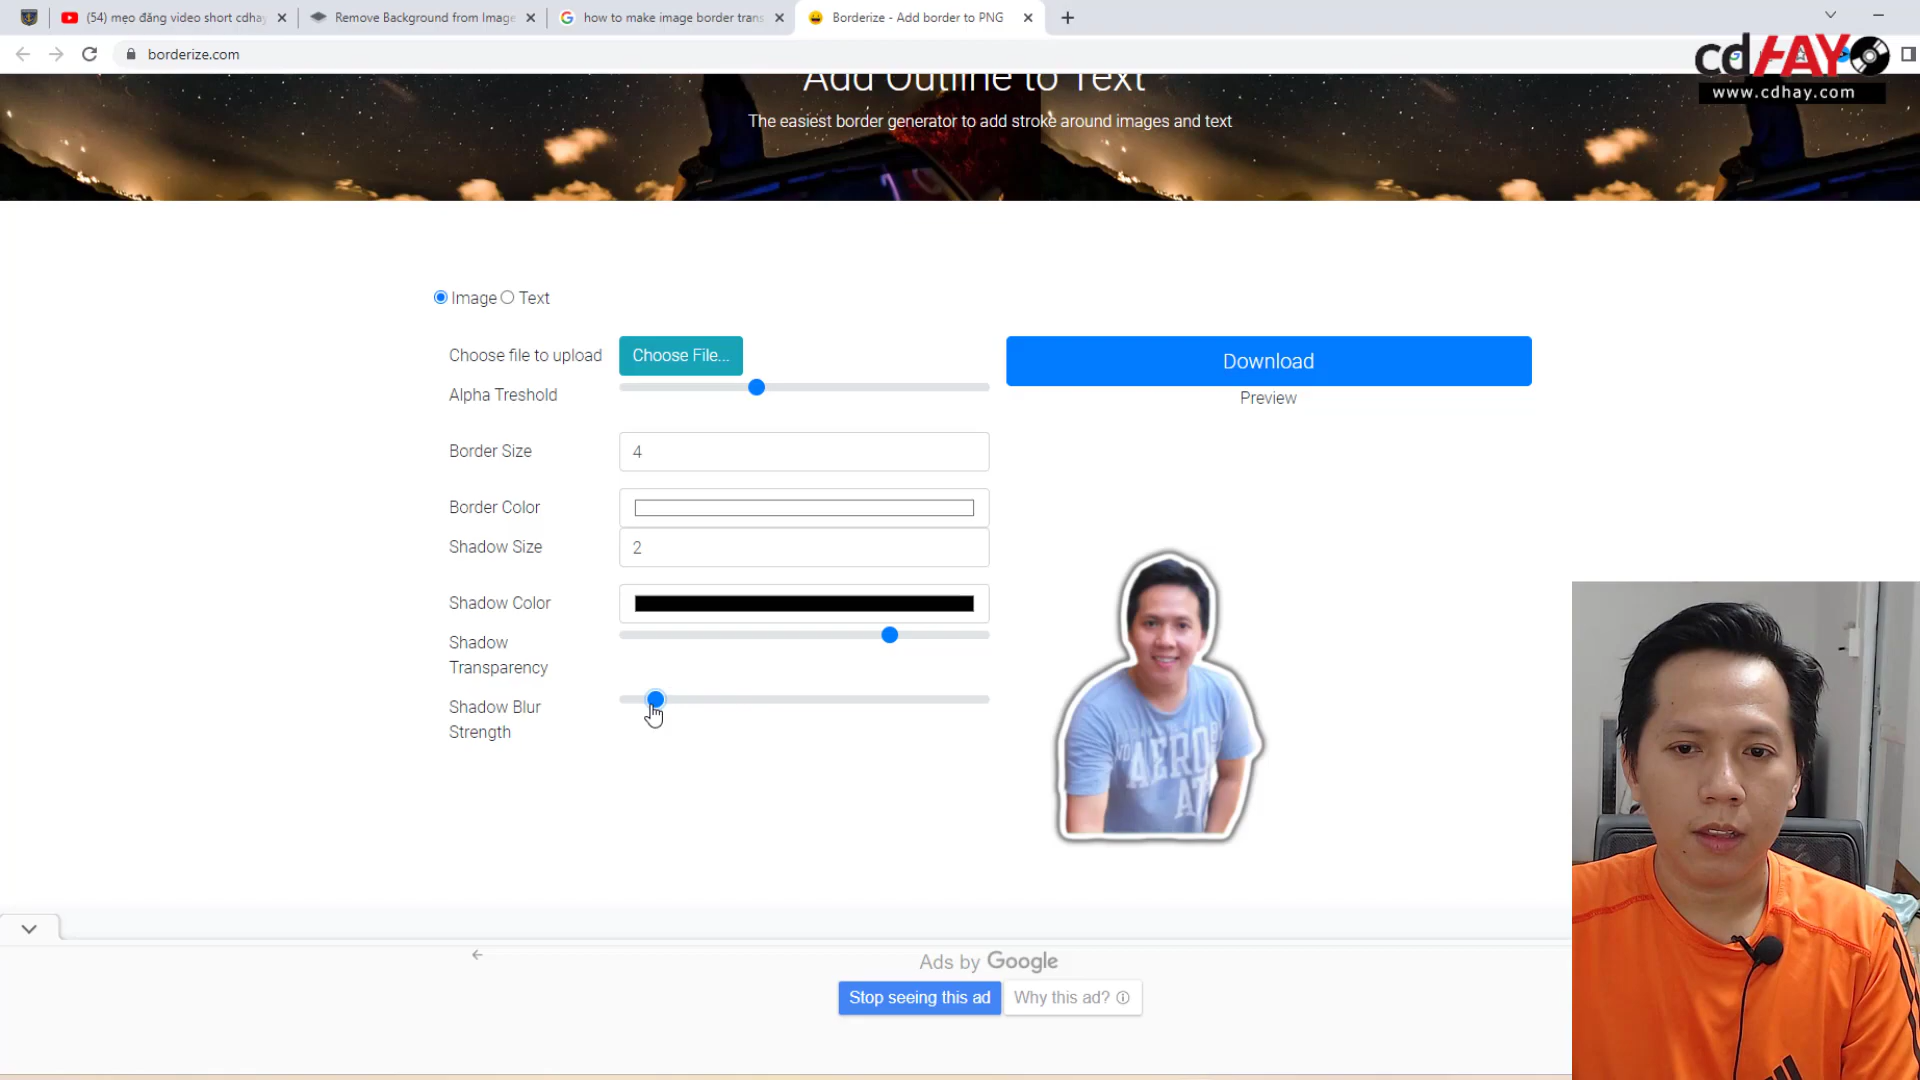 (54) mẹo đăng video short cdhay
Remove Background from Image
how to make image border trans
Borderize - Add border to PNG
borderize.com
cdHAY
www.cdhay.com
Add Outline to Text
The easiest border generator to add stroke around images and text
Image
Text
Choose file to upload
Choose File...
Download
Alpha Treshold
Preview
Border Size
4
Border Color
Shadow Size
2
Shadow Color
Shadow
Transparency
Shadow Blur
Strength
AERO
AT
Ads by Google
Stop seeing this ad
Why this ad?